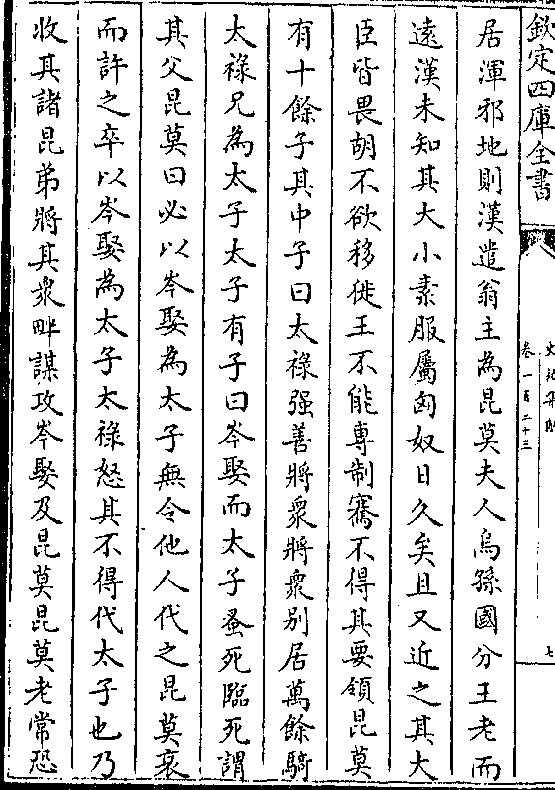 欽定四庫全書
史記集解
卷一百二十三
七
居渾邪地則漢遣翁主為昆莫夫人烏孫國分王老而
遠漢未知其大小素服屬匈奴日久矣且又近之其大
臣皆畏胡不欲移徙王不能專制騫不得其要領昆莫
有十餘子其中子曰太祿强善將衆將衆别居萬餘騎
太祿兄為太子太子有子曰岑娶而太子蚤死臨死謂
其父昆莫曰必以岑娶為太子無令他人代之昆莫哀
而許之卒以岑娶為太子太祿怒其不得代太子也乃
收其諸昆弟將其衆畔謀攻岑娶及昆莫昆莫老常恐